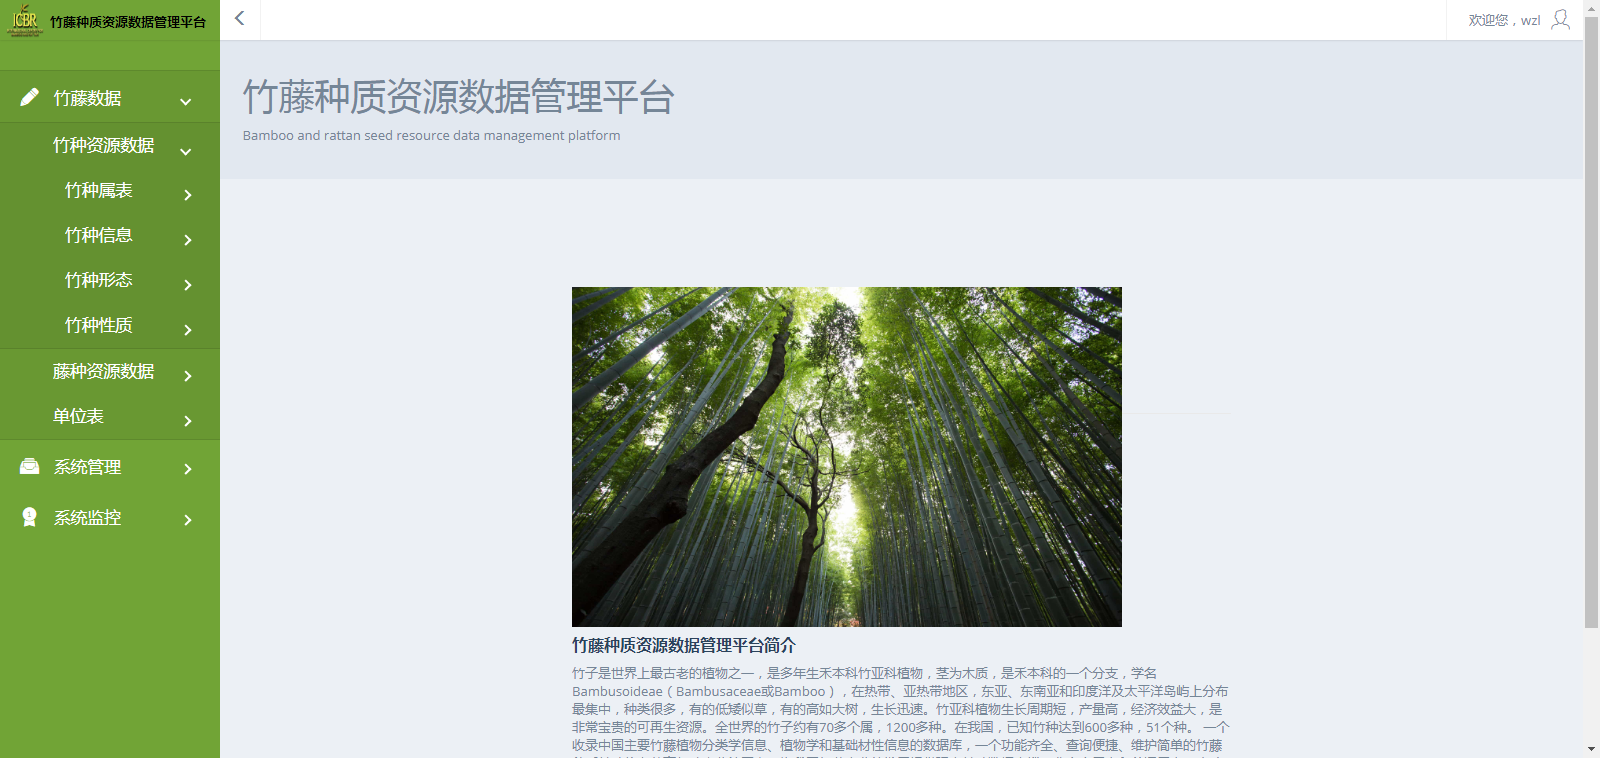 ICBR 竹藤种质资源数据管理平台
欢迎您，wzl
竹藤数据
竹种资源数据
竹种属表
竹种信息
竹种形态
竹种性质
藤种资源数据
单位表
系统管理
系统监控
竹藤种质资源数据管理平台
Bamboo and rattan seed resource data management platform
竹藤种质资源数据管理平台简介
竹子是世界上最古老的植物之一，是多年生禾本科竹亚科植物，茎为木质，是禾本科的一个分支，学名
Bambusoideae（Bambusaceae或Bamboo），在热带、亚热带地区，东亚、东南亚和印度洋及太平洋岛屿上分布
最集中，种类很多，有的低矮似草，有的高如大树，生长迅速。竹亚科植物生长周期短，产量高，经济效益大，是
非常宝贵的可再生资源。全世界的竹子约有70多个属，1200多种。在我国，已知竹种达到600多种，51个种。 一个
收录中国主要竹藤植物分类学信息、植物学和基础材性信息的数据库，一个功能齐全、查询便捷、维护简单的竹藤